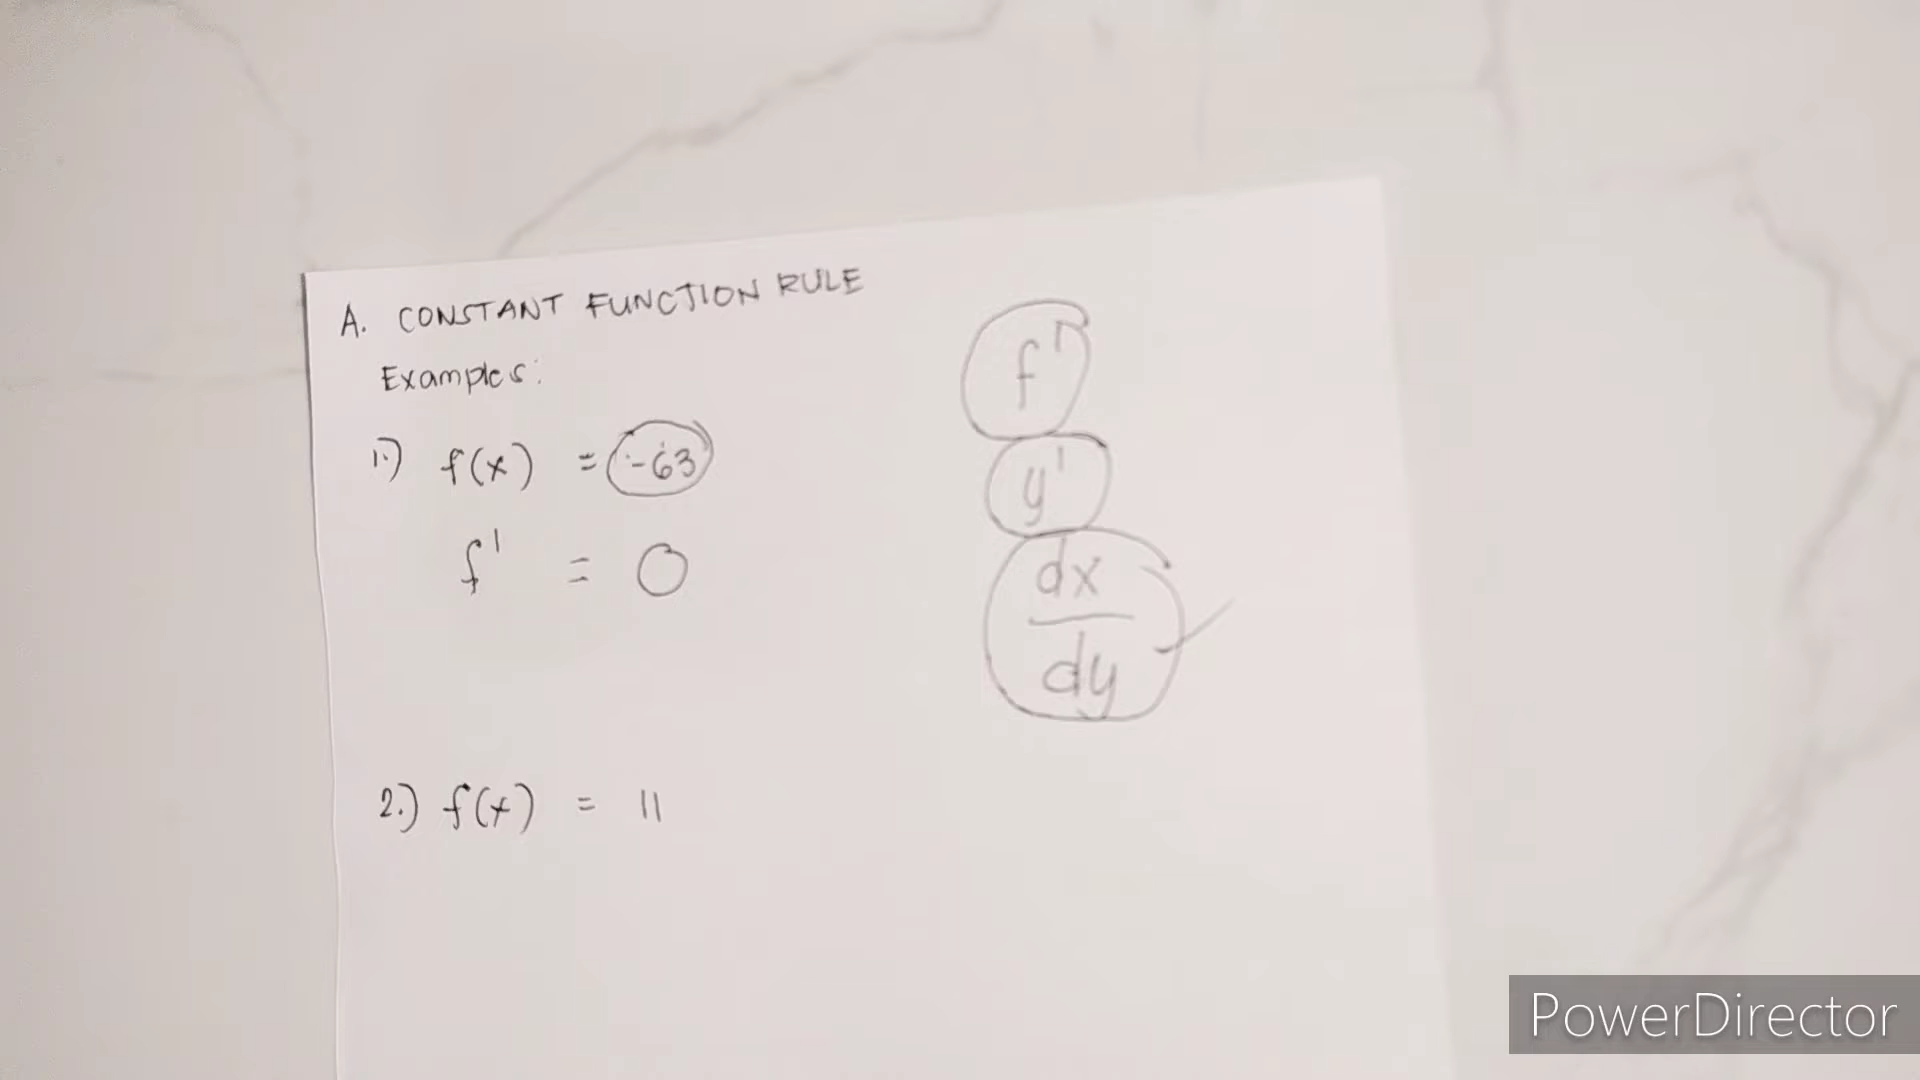 A. CONSTANT FUNCTION RULE
Examples:
1.) f(x) = -63
f' = 0
2.) f(x) = 11
f'
y'
dx
dy
PowerDirector